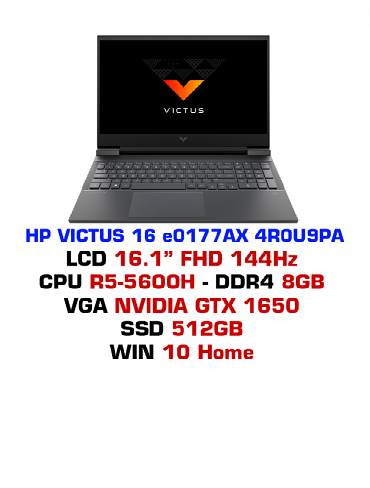 VICTUS
HP VICTUS 16 e0177AX 4R0U9PA
LCD 16.1” FHD 144Hz
CPU R5-5600H - DDR4 8GB
VGA NVIDIA GTX 1650
SSD 512GB
WIN 10 Home